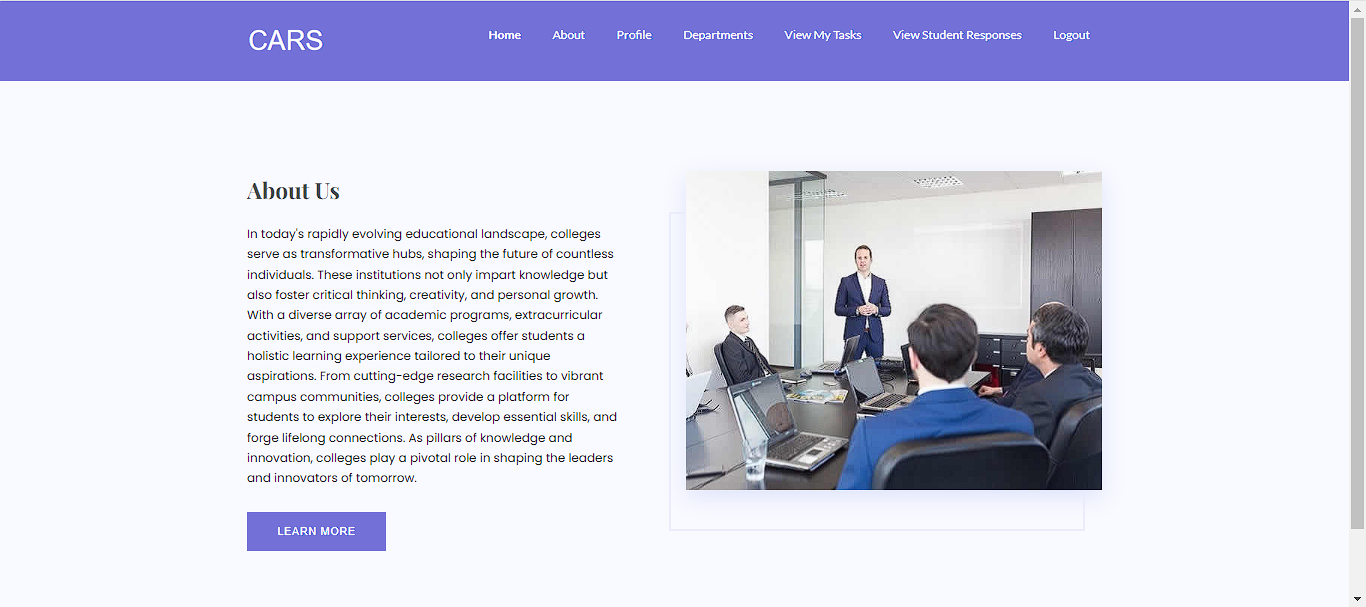 CARS
Home About Profile Departments View My Tasks View Student Responses Logout
About Us
In today's rapidly evolving educational landscape, colleges
serve as transformative hubs, shaping the future of countless
individuals. These institutions not only impart knowledge but
also foster critical thinking, creativity, and personal growth.
With a diverse array of academic programs, extracurricular
activities, and support services, colleges offer students a
holistic learning experience tailored to their unique
aspirations. From cutting-edge research facilities to vibrant
campus communities, colleges provide a platform for
students to explore their interests, develop essential skills, and
forge lifelong connections. As pillars of knowledge and
innovation, colleges play a pivotal role in shaping the leaders
and innovators of tomorrow.
LEARN MORE